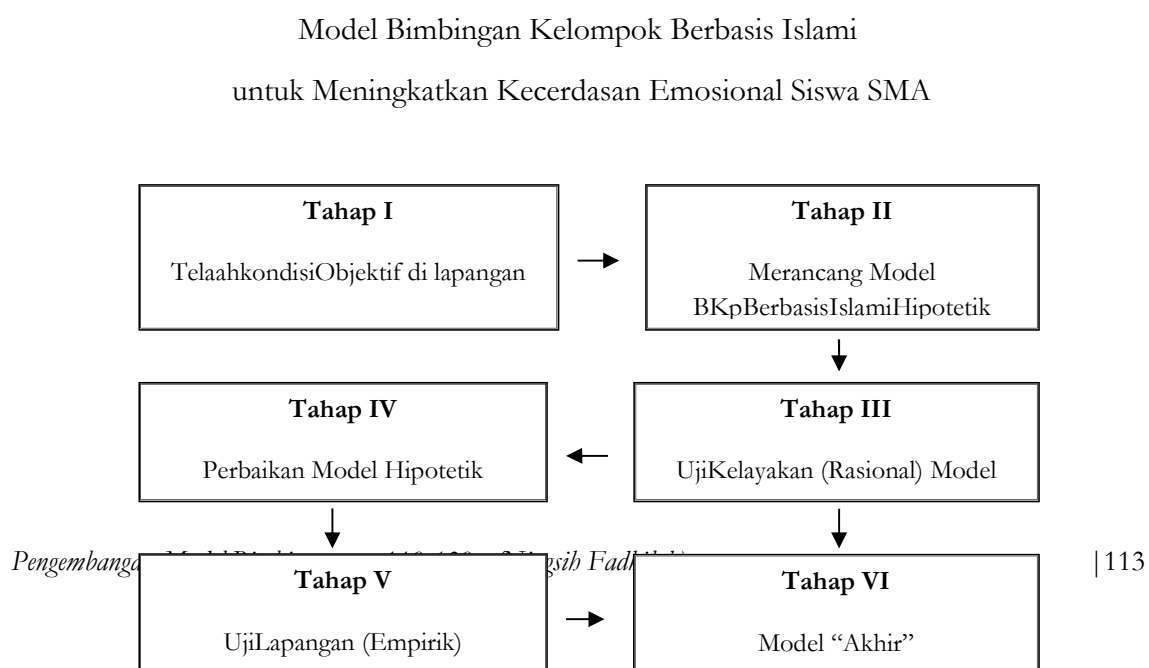 Model Bimbingan Kelompok Berbasis Islami
untuk Meningkatkan Kecerdasan Emosional Siswa SMA
Tahap I
TelaahkondisiObjektif di lapangan
Tahap II
Merancang Model
BKpBerbasisIslamiHipotetik
Tahap IV
Perbaikan Model Hipotetik
Tahap III
UjiKelayakan (Rasional) Model
|113
Tahap V
UjiLapangan (Empirik)
Tahap VI
Model “Akhir”